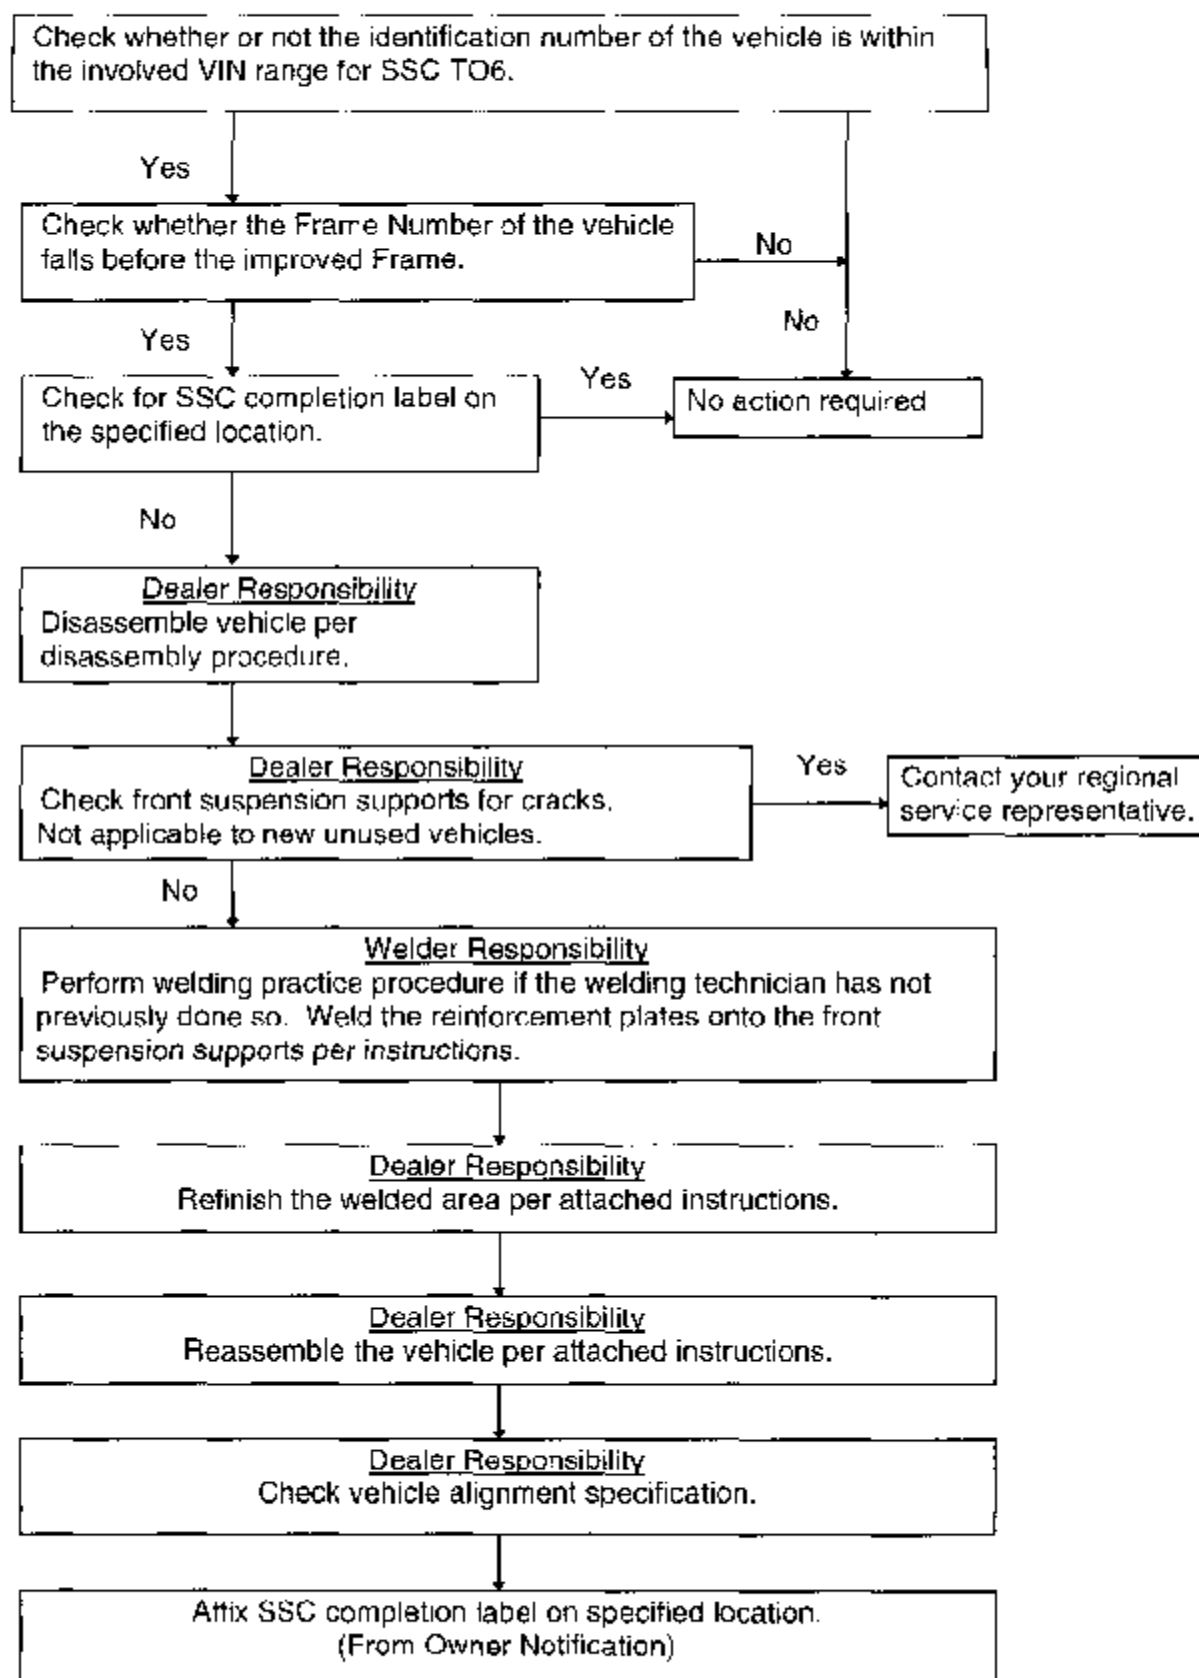 Check whether or not the identification number of the vehicle is within
the involved VIN range for SSC TO6.
Yes
Check whether the Frame Number of the vehicle
falls before the improved Frame.
No
No
Yes
Check for SSC completion label on
the specified location.
Yes
No action required
No
Dealer Responsibility
Disassemble vehicle per
disassembly procedure.
Dealer Responsibility
Check front suspension supports for cracks.
Not applicable to new unused vehicles.
Yes
Contact your regional
service representative.
No
Welder Responsibility
Perform welding practice procedure if the welding technician has not
previously done so. Weld the reinforcement plates onto the front
suspension supports per instructions.
Dealer Responsibility
Refinish the welded area per attached instructions.
Dealer Responsibility
Reassemble the vehicle per attached instructions.
Dealer Responsibility
Check vehicle alignment specification.
Affix SSC completion label on specified location.
(From Owner Notification)